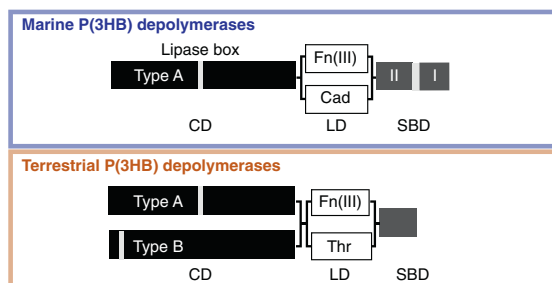 Marine P(3HB) depolymerases
Lipase box
Type A
Fn(III)
Cad
II
I
CD
LD
SBD
Terrestrial P(3HB) depolymerases
Type A
Type B
Fn(III)
Thr
CD
LD
SBD